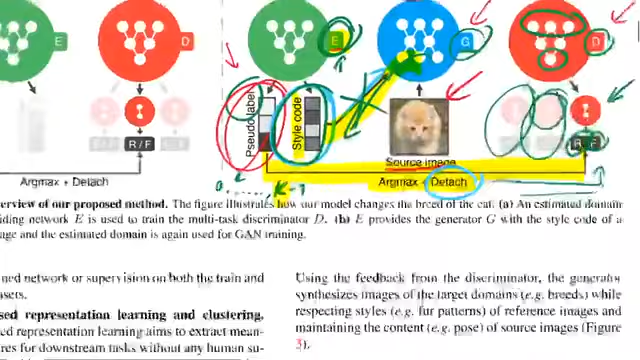 E
D
E
G
D
Pseudo label
Style code
R / F
R / F
Source image
Argmax + Detach
Argmax + Detach
K-1
verview of our proposed method. The figure illustrates how our model changes the breed of the cat. (a) An estimated domain
iding network E is used to train the multi-task discriminator D. (b) E provides the generator G with the style code of a
age and the estimated domain is again used for GAN training.
ned network or supervision on both the train and
asets.
sed representation learning and clustering.
ed representation learning aims to extract mean-
res for downstream tasks without any human su-
Using the feedback from the discriminator, the generator
synthesizes images of the target domains (e.g. breeds) while
respecting styles (e.g. fur patterns) of reference images and
maintaining the content (e.g. pose) of source images (Figure
3).